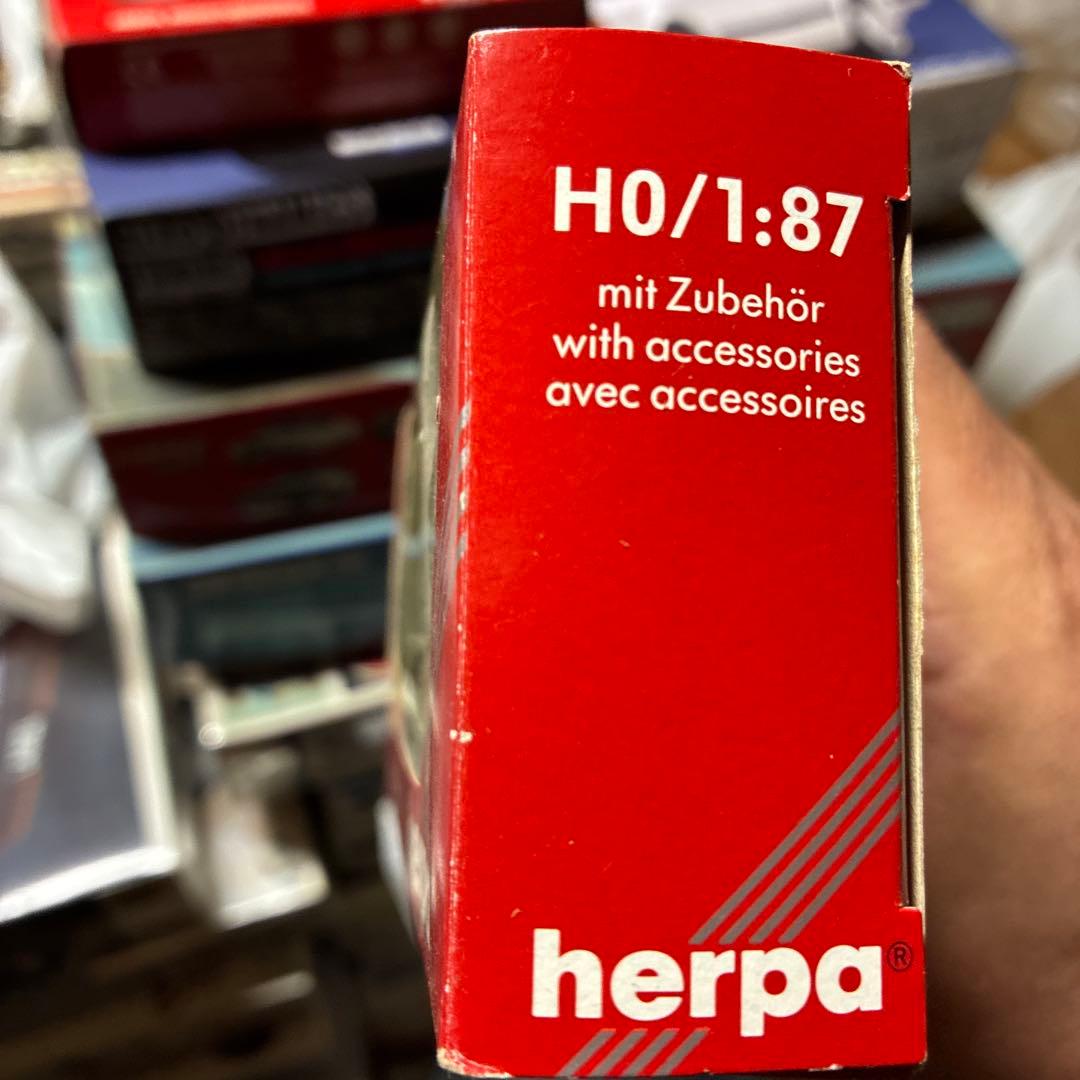 H0/1:87
mit Zubehör
with accessories
avec accessoires
herpa®